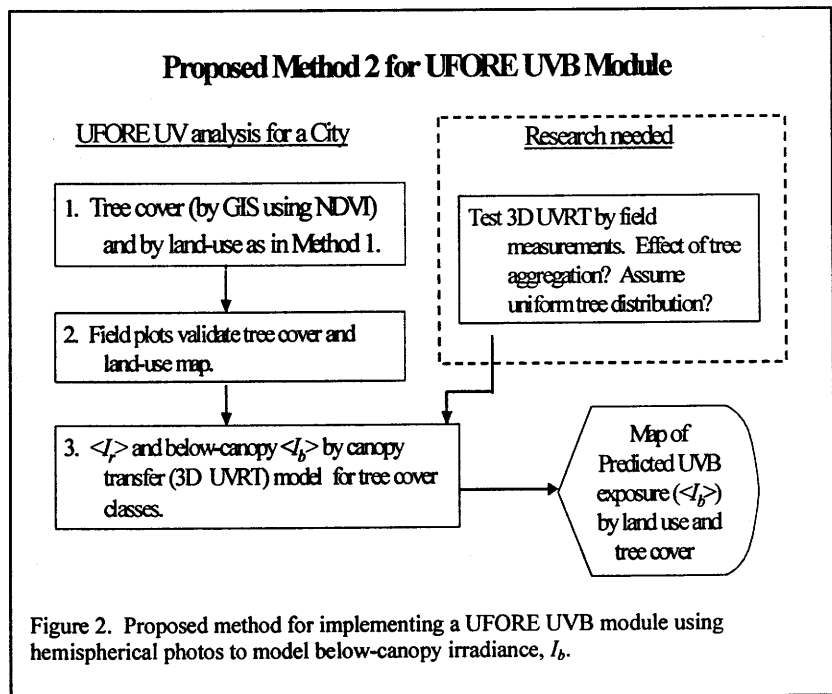 Proposed Method 2 for UFORE UVB Module
UFORE UV analysis for a City
1. Tree cover (by GIS using NDVI)
and by land-use as in Method 1.
2. Field plots validate tree cover and
land-use map.
3. <I_r> and below-canopy <I_b> by canopy
transfer (3D UVRT) model for tree cover
classes.
Research needed
Test 3D UVRT by field
measurements. Effect of tree
aggregation? Assume
uniform tree distribution?
Map of
Predicted UVB
exposure (<I_b>)
by land use and
tree cover
Figure 2. Proposed method for implementing a UFORE UVB module using
hemispherical photos to model below-canopy irradiance, I_b.